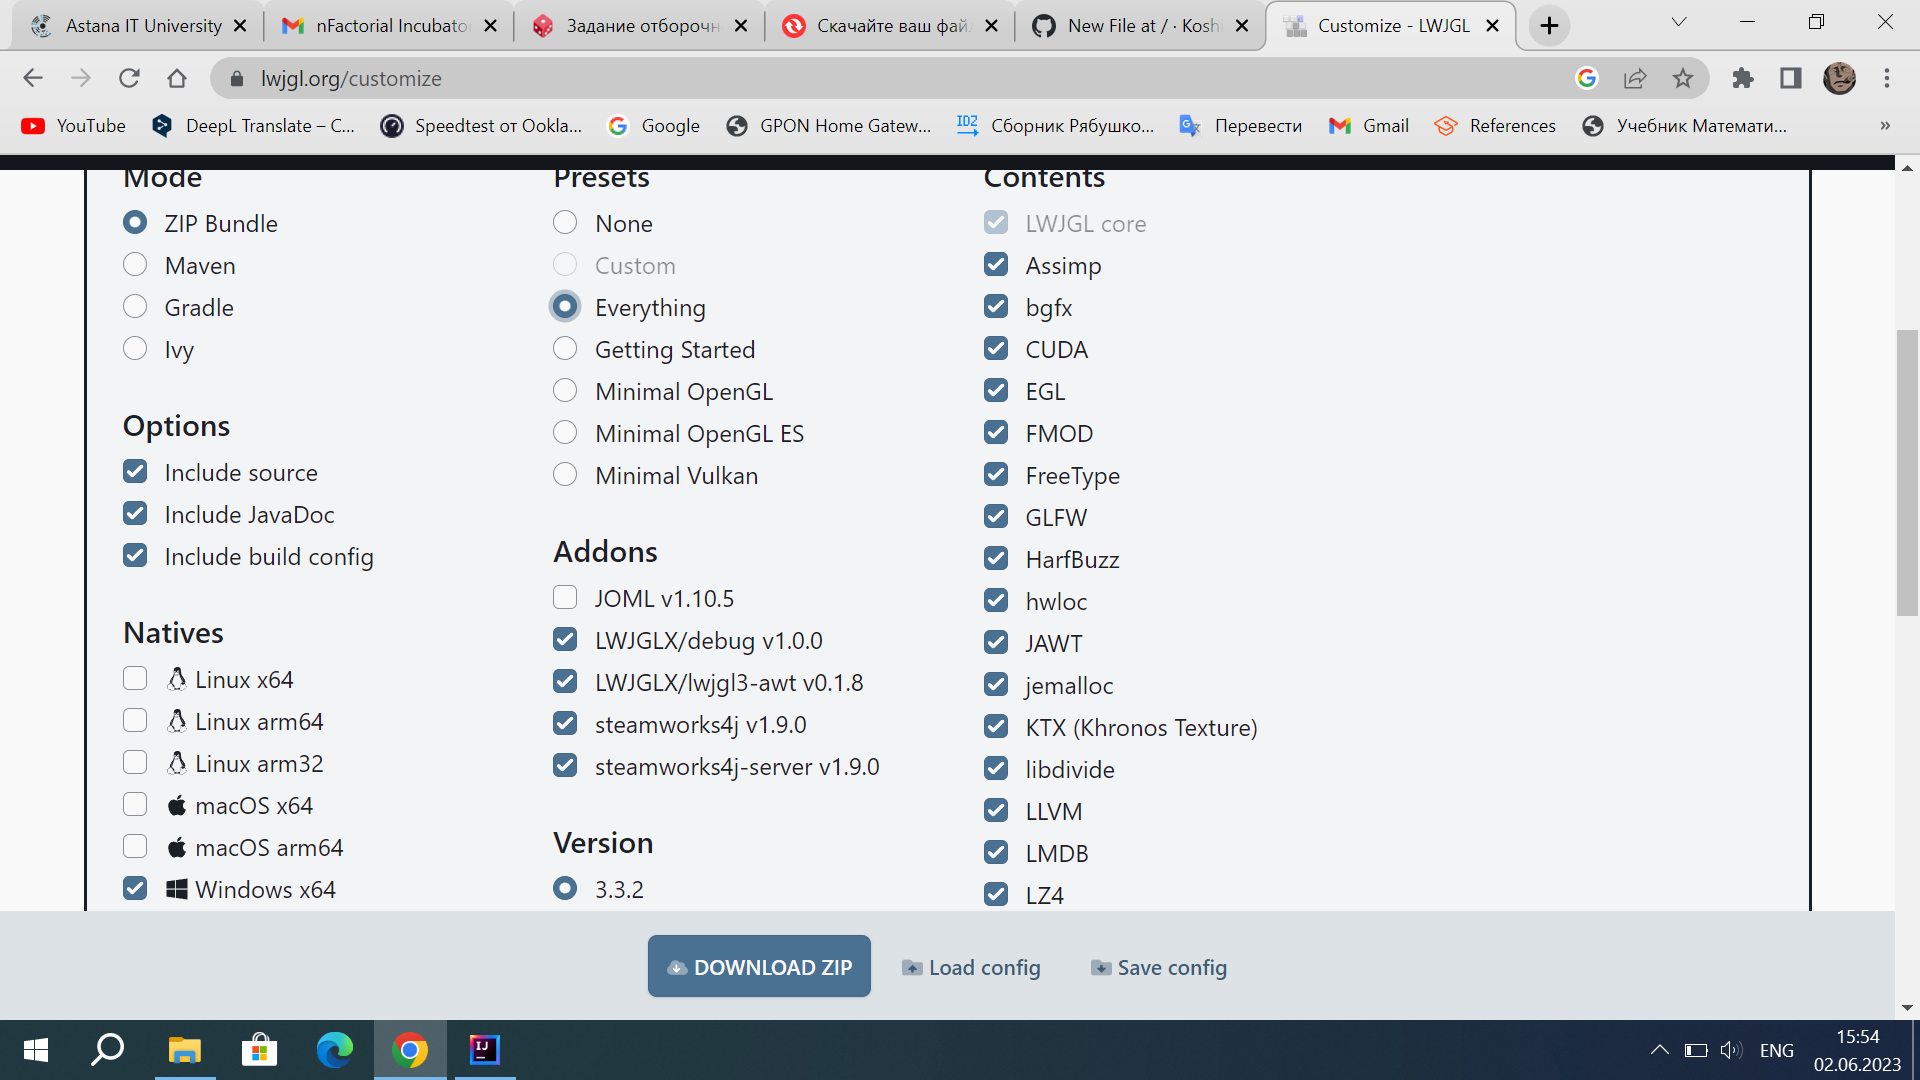 Astana IT University
nFactorial Incubato
Задание отборочн
Скачайте ваш фай
New File at / · Kosh
Customize - LWJGL
lwjgl.org/customize
YouTube
DeepL Translate – C...
Speedtest от Ookla...
Google
GPON Home Gatew...
ID2
Сборник Рябушко...
Перевести
Gmail
References
Учебник Математи...
»
Mode
ZIP Bundle
Maven
Gradle
Ivy
Options
Include source
Include JavaDoc
Include build config
Natives
Linux x64
Linux arm64
Linux arm32
macOS x64
macOS arm64
Windows x64
Presets
None
Custom
Everything
Getting Started
Minimal OpenGL
Minimal OpenGL ES
Minimal Vulkan
Addons
JOML v1.10.5
LWJGLX/debug v1.0.0
LWJGLX/lwjgl3-awt v0.1.8
steamworks4j v1.9.0
steamworks4j-server v1.9.0
Version
3.3.2
Contents
LWJGL core
Assimp
bgfx
CUDA
EGL
FMOD
FreeType
GLFW
HarfBuzz
hwloc
JAWT
jemalloc
KTX (Khronos Texture)
libdivide
LLVM
LMDB
LZ4
DOWNLOAD ZIP
Load config
Save config
IJ
ENG
15:54
02.06.2023